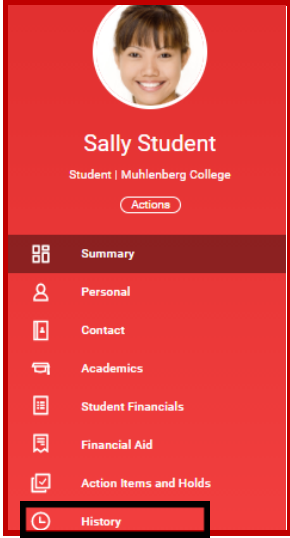 Sally Student
Student | Muhlenberg College
Actions
Summary
Personal
Contact
Academics
Student Financials
Financial Aid
Action Items and Holds
History